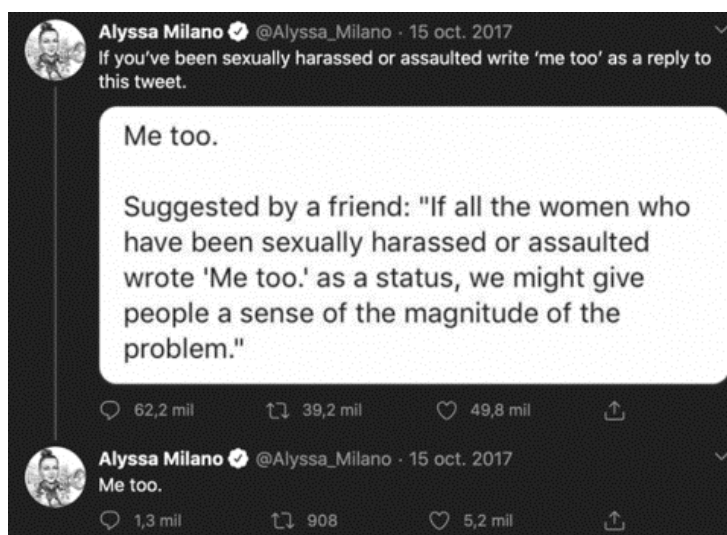 Alyssa Milano @Alyssa_Milano · 15 oct. 2017
If you've been sexually harassed or assaulted write 'me too' as a reply to
this tweet.
Me too.
Suggested by a friend: "If all the women who
have been sexually harassed or assaulted
wrote 'Me too.' as a status, we might give
people a sense of the magnitude of the
problem."
62,2 mil 39,2 mil 49,8 mil
Alyssa Milano @Alyssa_Milano · 15 oct. 2017
Me too.
1,3 mil 908 5,2 mil